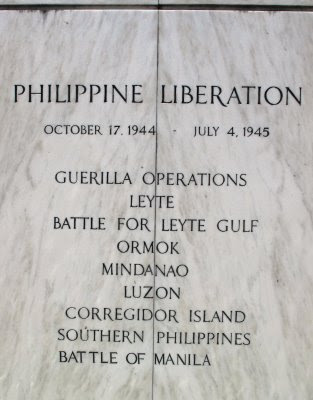 PHILIPPINE LIBERATION
OCTOBER 17, 1944 - JULY 4, 1945
GUERILLA OPERATIONS
LEYTE
BATTLE FOR LEYTE GULF
ORMOK
MINDANAO
LUZON
CORREGIDOR ISLAND
SOUTHERN PHILIPPINES
BATTLE OF MANILA